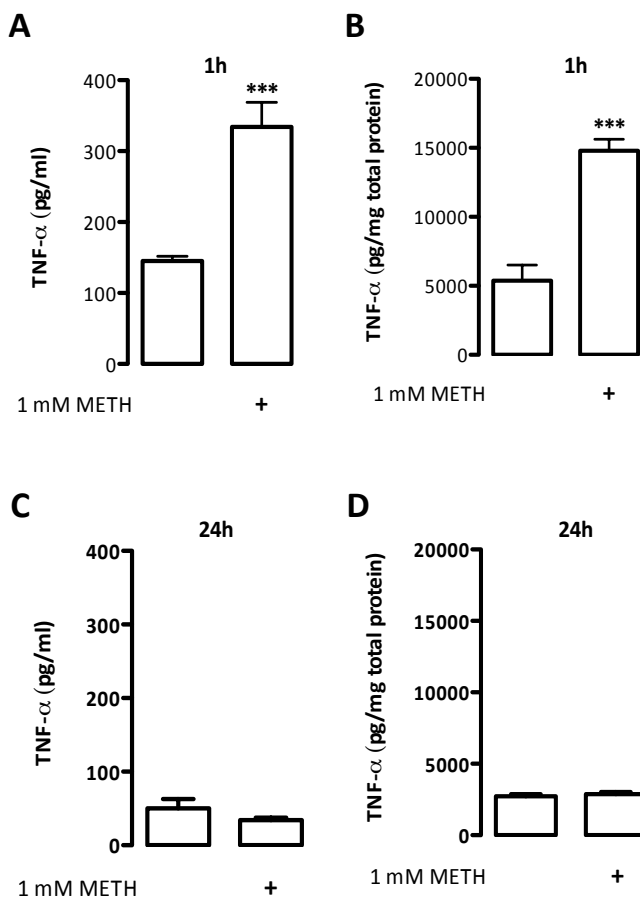 A
1h
TNF-α (pg/ml)
400
300
200
100
0
***
1 mM METH +
B
1h
TNF-α (pg/mg total protein)
20000
15000
10000
5000
0
***
1 mM METH +
C
24h
TNF-α (pg/ml)
400
300
200
100
0
1 mM METH +
D
24h
TNF-α (pg/mg total protein)
20000
15000
10000
5000
0
1 mM METH +